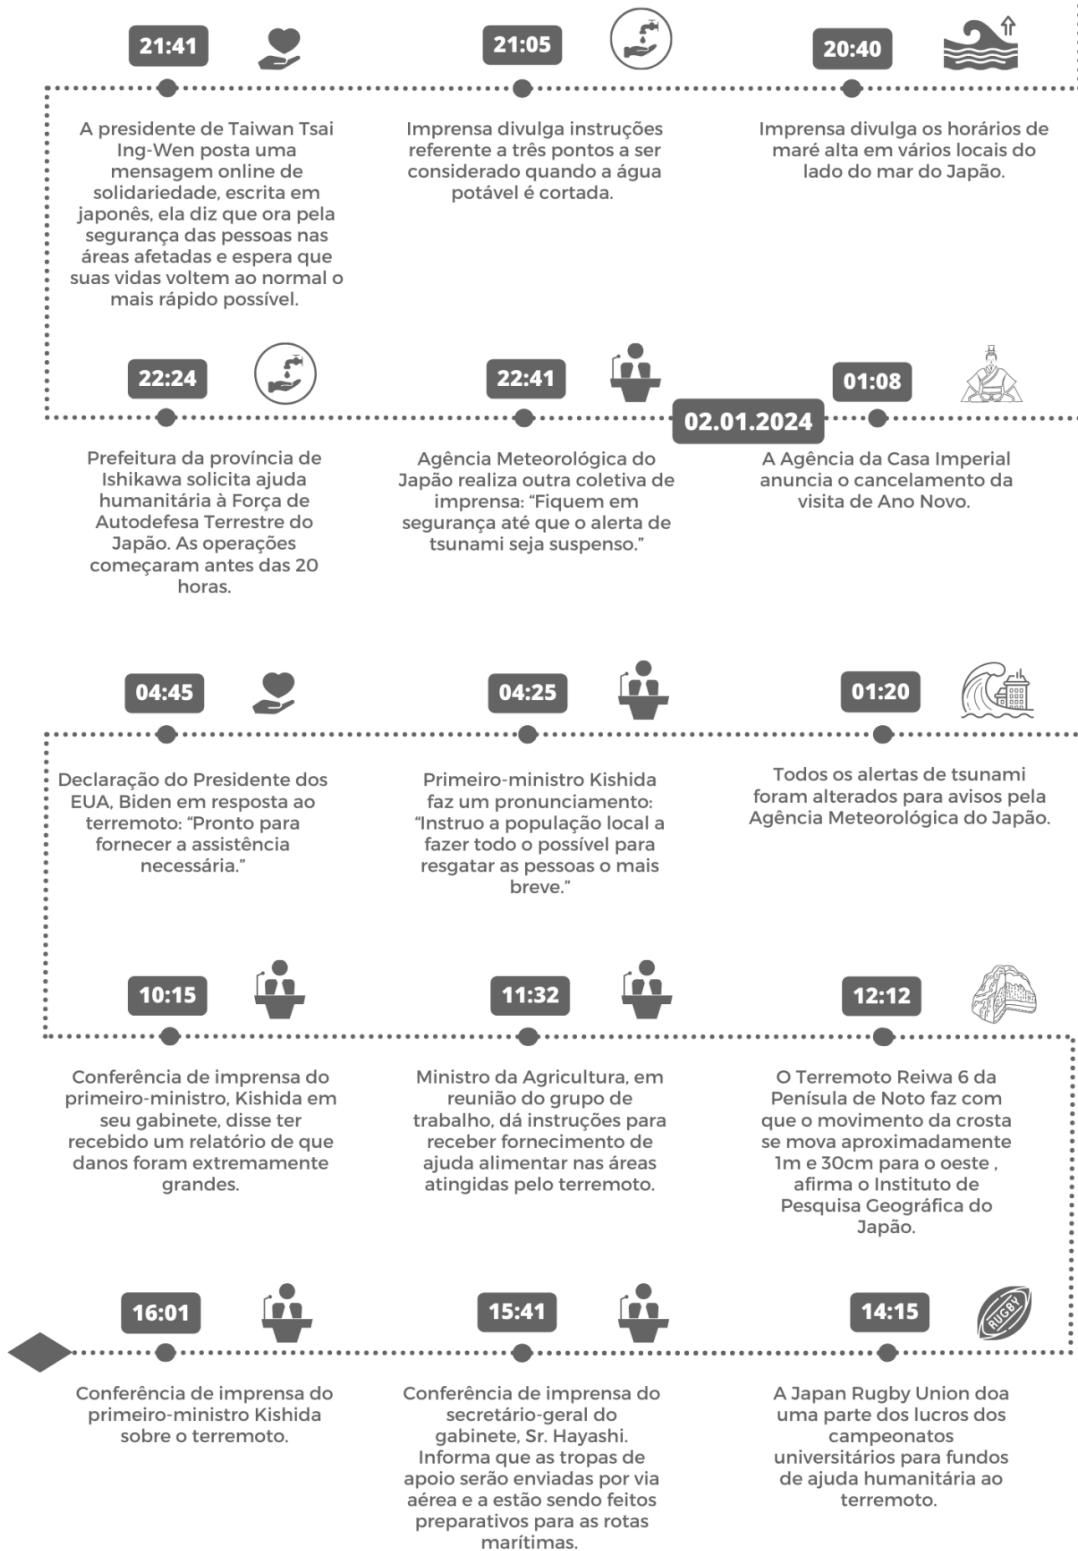 21:41
A presidente de Taiwan Tsai
Ing-Wen posta uma
mensagem online de
solidariedade, escrita em
japonês, ela diz que ora pela
segurança das pessoas nas
áreas afetadas e espera que
suas vidas voltem ao normal o
mais rápido possível.
21:05
Imprensa divulga instruções
referente a três pontos a ser
considerado quando a água
potável é cortada.
20:40
Imprensa divulga os horários de
maré alta em vários locais do
lado do mar do Japão.
22:24
Prefeitura da província de
Ishikawa solicita ajuda
humanitária à Força de
Autodefesa Terrestre do
Japão. As operações
começaram antes das 20
horas.
22:41
Agência Meteorológica do
Japão realiza outra coletiva de
imprensa: “Fiquem em
segurança até que o alerta de
tsunami seja suspenso.”
02.01.2024
01:08
A Agência da Casa Imperial
anuncia o cancelamento da
visita de Ano Novo.
04:45
Declaração do Presidente dos
EUA, Biden em resposta ao
terremoto: “Pronto para
fornecer a assistência
necessária.”
04:25
Primeiro-ministro Kishida
faz um pronunciamento:
“Instruo a população local a
fazer todo o possível para
resgatar as pessoas o mais
breve.”
01:20
Todos os alertas de tsunami
foram alterados para avisos pela
Agência Meteorológica do Japão.
10:15
Conferência de imprensa do
primeiro-ministro, Kishida em
seu gabinete, disse ter
recebido um relatório de que
danos foram extremamente
grandes.
11:32
Ministro da Agricultura, em
reunião do grupo de
trabalho, dá instruções para
receber fornecimento de
ajuda alimentar nas áreas
atingidas pelo terremoto.
12:12
O Terremoto Reiwa 6 da
Penísula de Noto faz com
que o movimento da crosta
se mova aproximadamente
1m e 30cm para o oeste ,
afirma o Instituto de
Pesquisa Geográfica do
Japão.
16:01
Conferência de imprensa do
primeiro-ministro Kishida
sobre o terremoto.
15:41
Conferência de imprensa do
secretário-geral do
gabinete, Sr. Hayashi.
Informa que as tropas de
apoio serão enviadas por via
aérea e a estão sendo feitos
preparativos para as rotas
marítimas.
14:15
RUGBY
A Japan Rugby Union doa
uma parte dos lucros dos
campeonatos
universitários para fundos
de ajuda humanitária ao
terremoto.